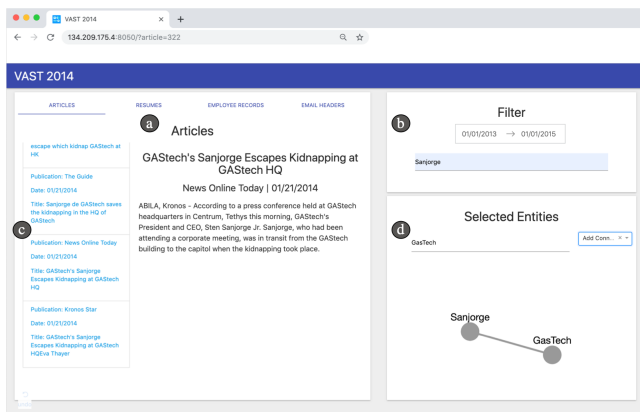 VAST 2014
134.209.175.4:8050/?article=322
VAST 2014
ARTICLES RESUMES EMPLOYEE RECORDS EMAIL HEADERS
a
Articles
escape which kidnap GAStech at
HK
Publication: The Guide
Date: 01/21/2014
Title: Sanjorge de GAStech saves
the kidnapping in the HQ of
GAStech
c
Publication: News Online Today
Date: 01/21/2014
Title: GAStech's Sanjorge
Escapes Kidnapping at GAStech
HQ
Publication: Kronos Star
Date: 01/21/2014
Title: GAStech's Sanjorge
Escapes Kidnapping at GAStech
HQEva Thayer
GAStech's Sanjorge Escapes Kidnapping at
GAStech HQ
News Online Today | 01/21/2014
ABILA, Kronos - According to a press conference held at GAStech
headquarters in Centrum, Tethys this morning, GAStech's
President and CEO, Sten Sanjorge Jr. Sanjorge, who had been
attending a corporate meeting, was in transit from the GAStech
building to the capitol when the kidnapping took place.
b
Filter
01/01/2013 → 01/01/2015
Sanjorge
d
Selected Entities
GasTech
Add Conn... ×
Sanjorge
GasTech